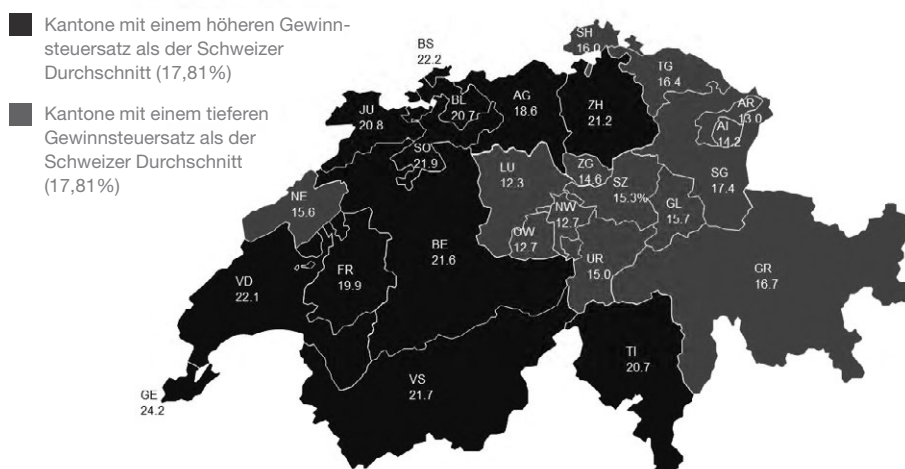 Kantone mit einem höheren Gewinn-
steuersatz als der Schweizer
Durchschnitt (17,81%)
Kantone mit einem tieferen
Gewinnsteuersatz als der
Schweizer Durchschnitt
(17,81%)
SH
16.0
BS
22.2
TG
16.4
JU
20.8
BL
20.7
AG
18.6
ZH
21.2
AR
13.0
AI
14.2
SO
21.9
LU
12.3
ZG
14.6
SZ
15.3%
SG
17.4
NE
15.6
NW
12.7
GL
15.7
OW
12.7
BE
21.6
UR
15.0
GR
16.7
VD
22.1
FR
19.9
TI
20.7
VS
21.7
GE
24.2